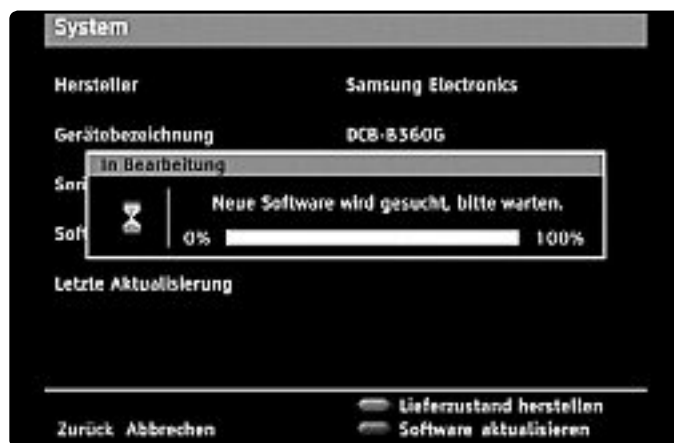 System
Hersteller Samsung Electronics
Gerätebezeichnung DCB-B360G
In Bearbeitung
Neue Software wird gesucht, bitte warten.
0% 100%
Letzte Aktualisierung
Lieferzustand herstellen
Zurück Abbrechen Software aktualisieren